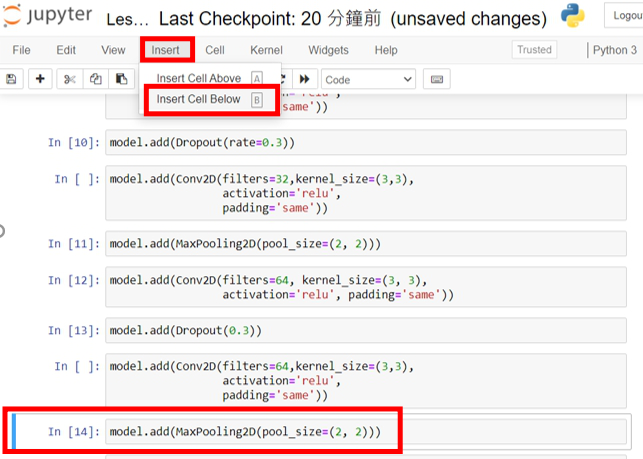 jupyter Les... Last Checkpoint: 20 分鐘前 (unsaved changes) Logou
File Edit View Insert Cell Kernel Widgets Help Trusted Python 3
Insert Cell Above A
Code
Insert Cell Below B
same'))
In [10]: model.add(Dropout(rate=0.3))
In [ ]: model.add(Conv2D(filters=32,kernel_size=(3,3),
activation='relu',
padding='same'))
In [11]: model.add(MaxPooling2D(pool_size=(2, 2)))
In [12]: model.add(Conv2D(filters=64, kernel_size=(3, 3),
activation='relu', padding='same'))
In [13]: model.add(Dropout(0.3))
In [ ]: model.add(Conv2D(filters=64,kernel_size=(3,3),
activation='relu',
padding='same'))
In [14]: model.add(MaxPooling2D(pool_size=(2, 2)))